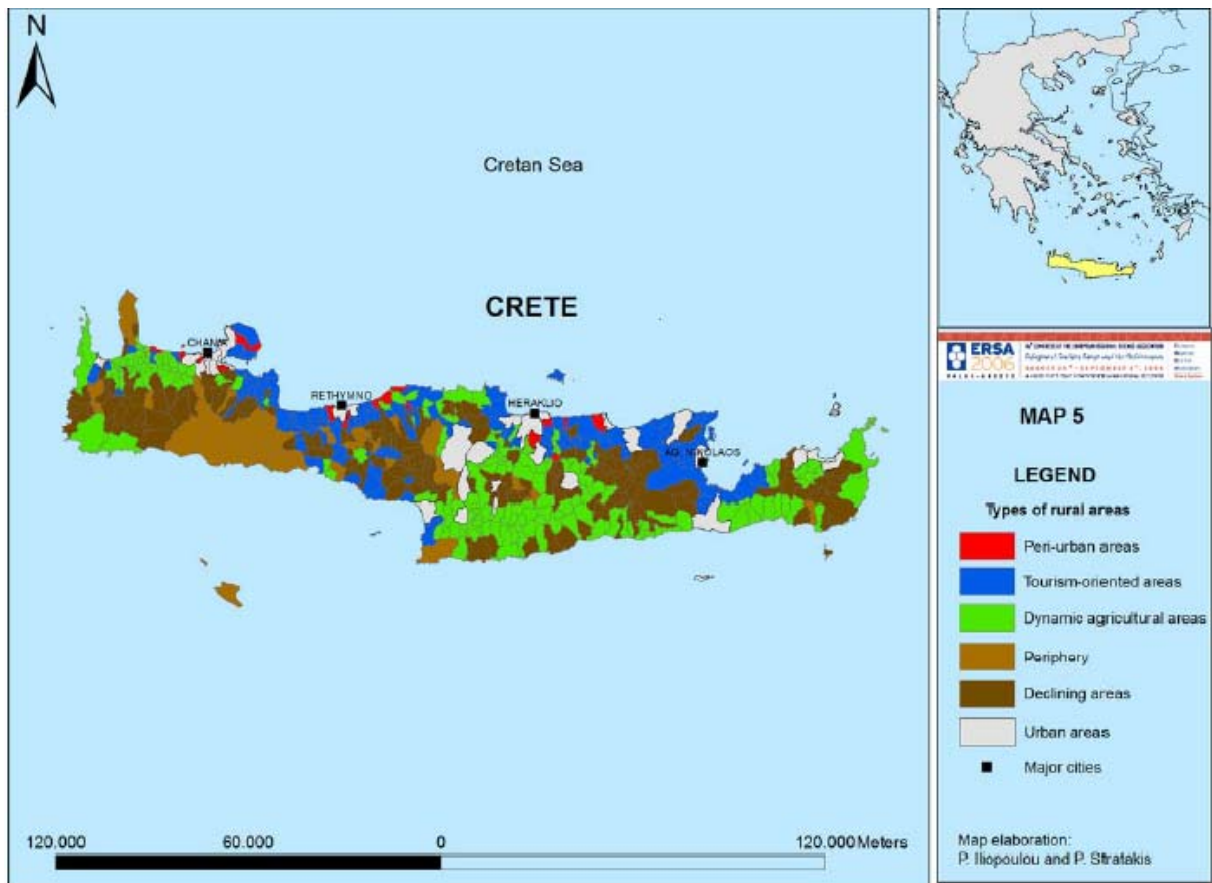 N
Cretan Sea
CRETE
CHANIA
RETHYMNO
HERAKLIO
AG. NIKOLAOS
120.000 60.000 0 120.000 Meters
ERSA
2006
VOLOS-GREECE
MAP 5
LEGEND
Types of rural areas
Peri-urban areas
Tourism-oriented areas
Dynamic agricultural areas
Periphery
Declining areas
Urban areas
Major cities
Map elaboration:
P. Iliopoulou and P. Stratakis